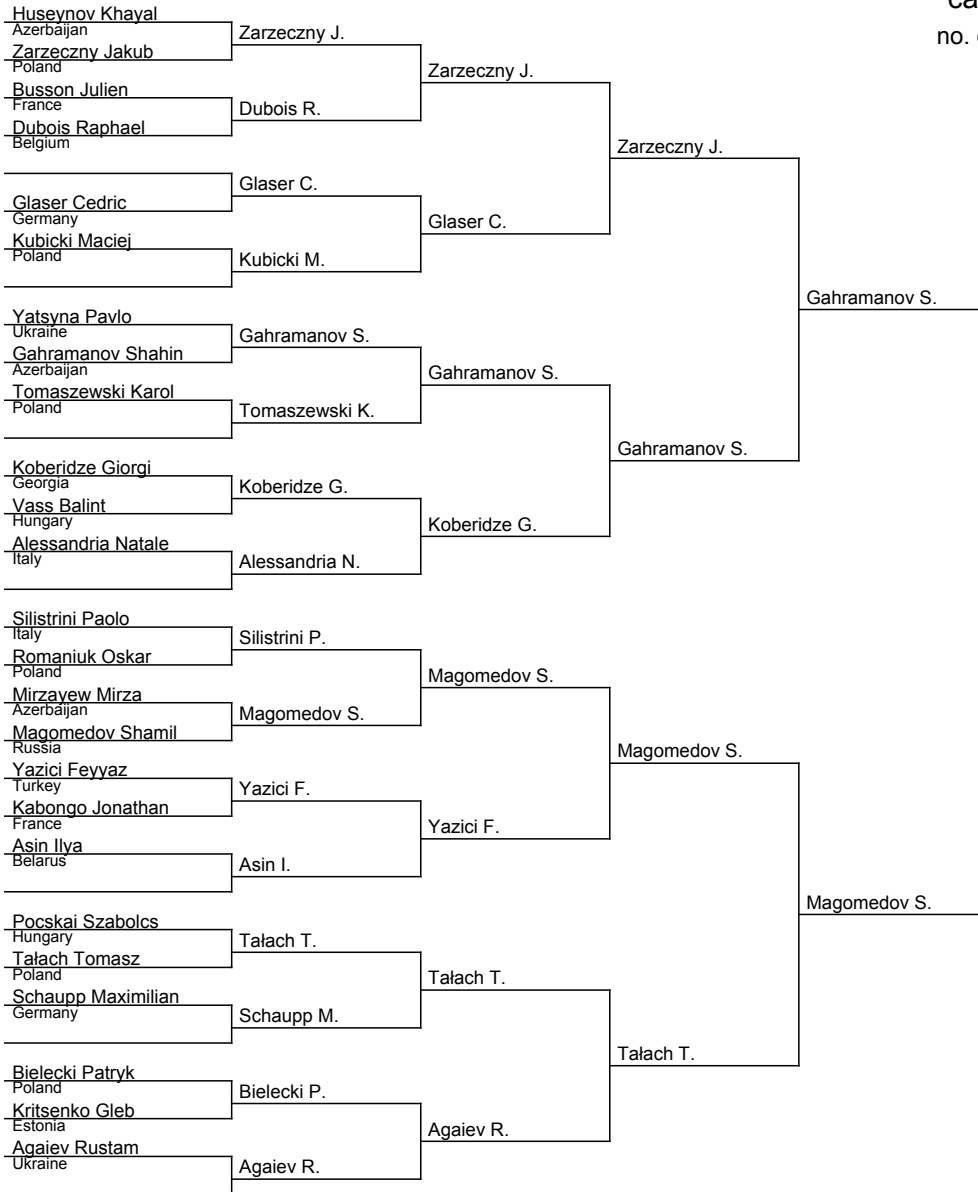 ca
no.
Huseynov Khayal
Azerbaijan
Zarzeczny Jakub
Poland
Busson Julien
France
Dubois Raphael
Belgium
Glaser Cedric
Germany
Kubicki Maciej
Poland
Yatsyna Pavlo
Ukraine
Gahramanov Shahin
Azerbaijan
Tomaszewski Karol
Poland
Koberidze Giorgi
Georgia
Vass Balint
Hungary
Alessandria Natale
Italy
Silistrini Paolo
Italy
Romaniuk Oskar
Poland
Mirzayew Mirza
Azerbaijan
Magomedov Shamil
Russia
Yazici Feyyaz
Turkey
Kabongo Jonathan
France
Asin Ilya
Belarus
Pocskai Szabolcs
Hungary
Tałach Tomasz
Poland
Schaupp Maximilian
Germany
Bielecki Patryk
Poland
Kritsenko Gleb
Estonia
Agaiev Rustam
Ukraine
Zarzeczny J.
Dubois R.
Glaser C.
Kubicki M.
Gahramanov S.
Tomaszewski K.
Koberidze G.
Alessandria N.
Silistrini P.
Magomedov S.
Yazici F.
Asin I.
Tałach T.
Schaupp M.
Bielecki P.
Agaiev R.
Zarzeczny J.
Glaser C.
Gahramanov S.
Koberidze G.
Magomedov S.
Yazici F.
Tałach T.
Agaiev R.
Zarzeczny J.
Gahramanov S.
Magomedov S.
Tałach T.
Gahramanov S.
Magomedov S.